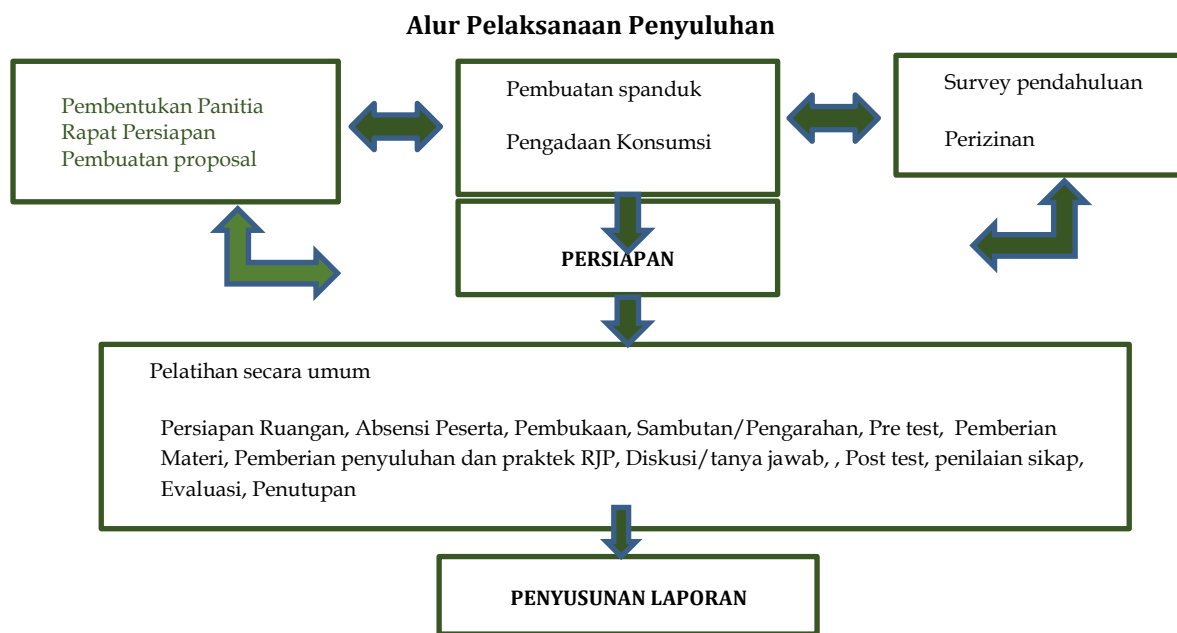 Alur Pelaksanaan Penyuluhan
Pembentukan Panitia
Rapat Persiapan
Pembuatan proposal
Pembuatan spanduk
Pengadaan Konsumsi
Survey pendahuluan
Perizinan
PERSIAPAN
Pelatihan secara umum
Persiapan Ruangan, Absensi Peserta, Pembukaan, Sambutan/Pengarahan, Pre test, Pemberian
Materi, Pemberian penyuluhan dan praktek RJP, Diskusi/tanya jawab, , Post test, penilaian sikap,
Evaluasi, Penutupan
PENYUSUNAN LAPORAN